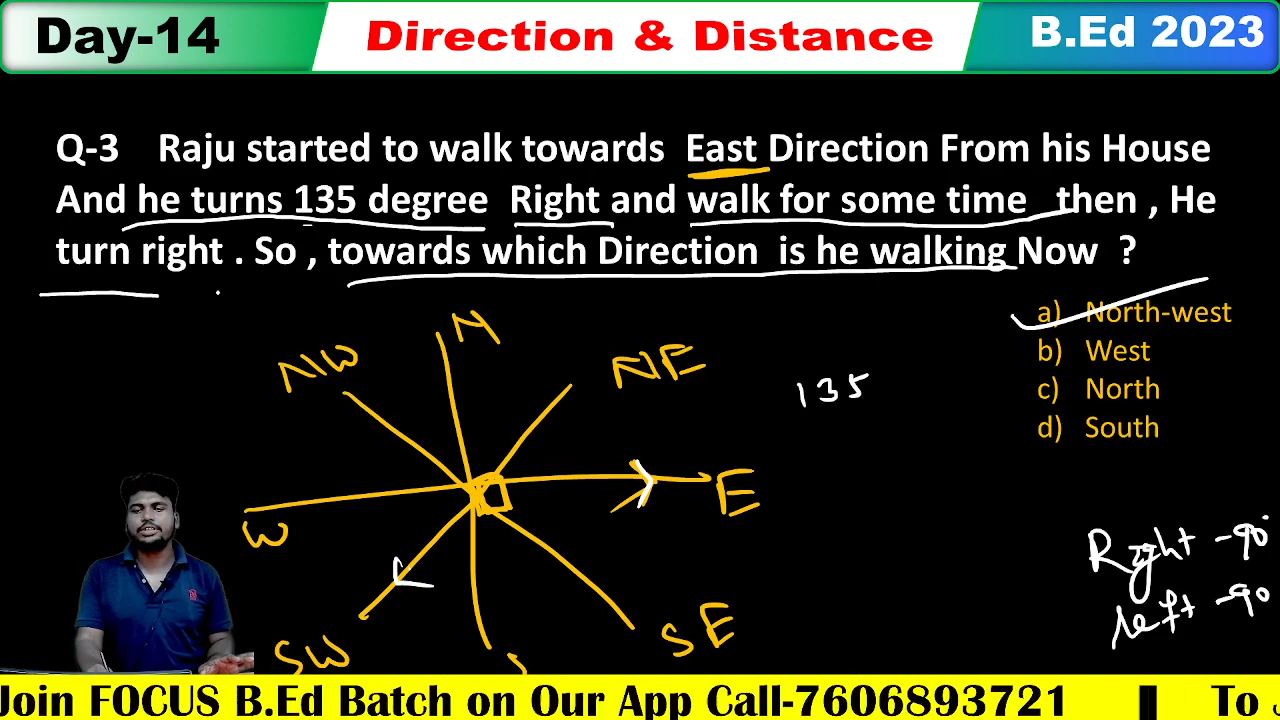 Day-14
Direction & Distance
B.Ed 2023
Q-3 Raju started to walk towards East Direction From his House
And he turns 135 degree Right and walk for some time then , He
turn right . So , towards which Direction is he walking Now ?
a) North-west
b) West
c) North
d) South
N
NW
NE
135
E
W
Right -90°
left -90
SE
SW
S
Join FOCUS B.Ed Batch on Our App Call-7606893721
To